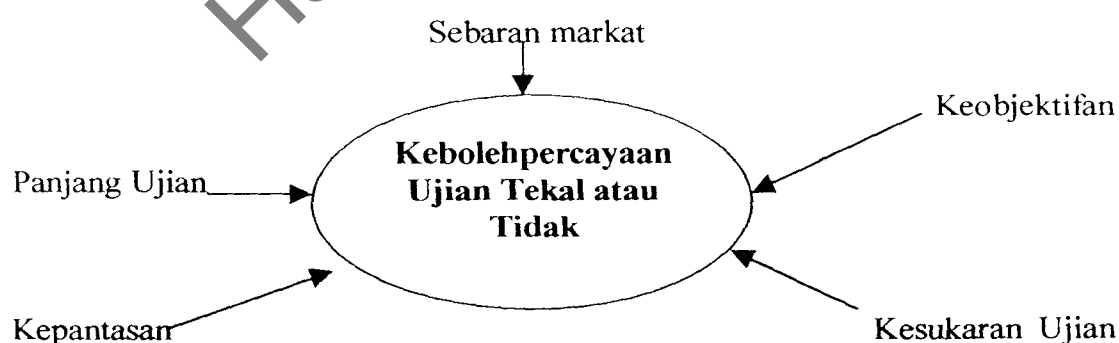 Sebaran markat
Keobjektifan
Kebolehpercayaan
Ujian Tekal atau
Tidak
Panjang Ujian
Kepantasan
Kesukaran Ujian